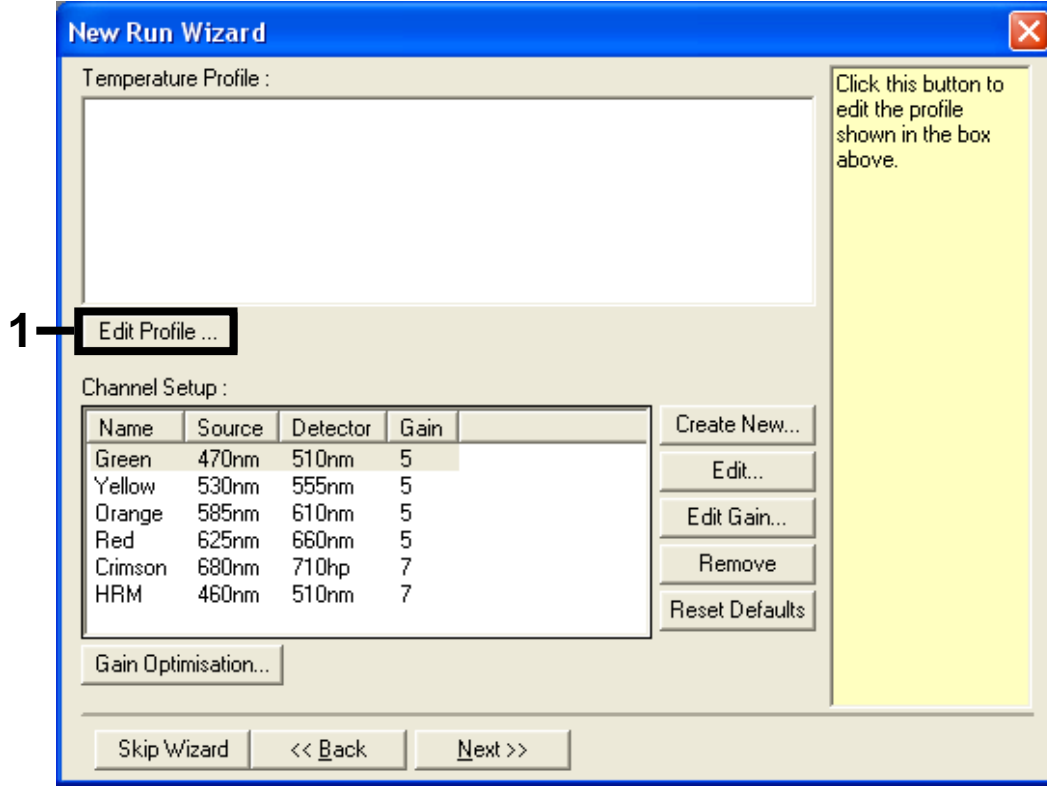 New Run Wizard
Temperature Profile :
Click this button to
edit the profile
shown in the box
above.
1
Edit Profile ...
Channel Setup :
Name Source Detector Gain
Green 470nm 510nm 5
Yellow 530nm 555nm 5
Orange 585nm 610nm 5
Red 625nm 660nm 5
Crimson 680nm 710hp 7
HRM 460nm 510nm 7
Create New...
Edit...
Edit Gain...
Remove
Reset Defaults
Gain Optimisation...
Skip Wizard << Back Next >>